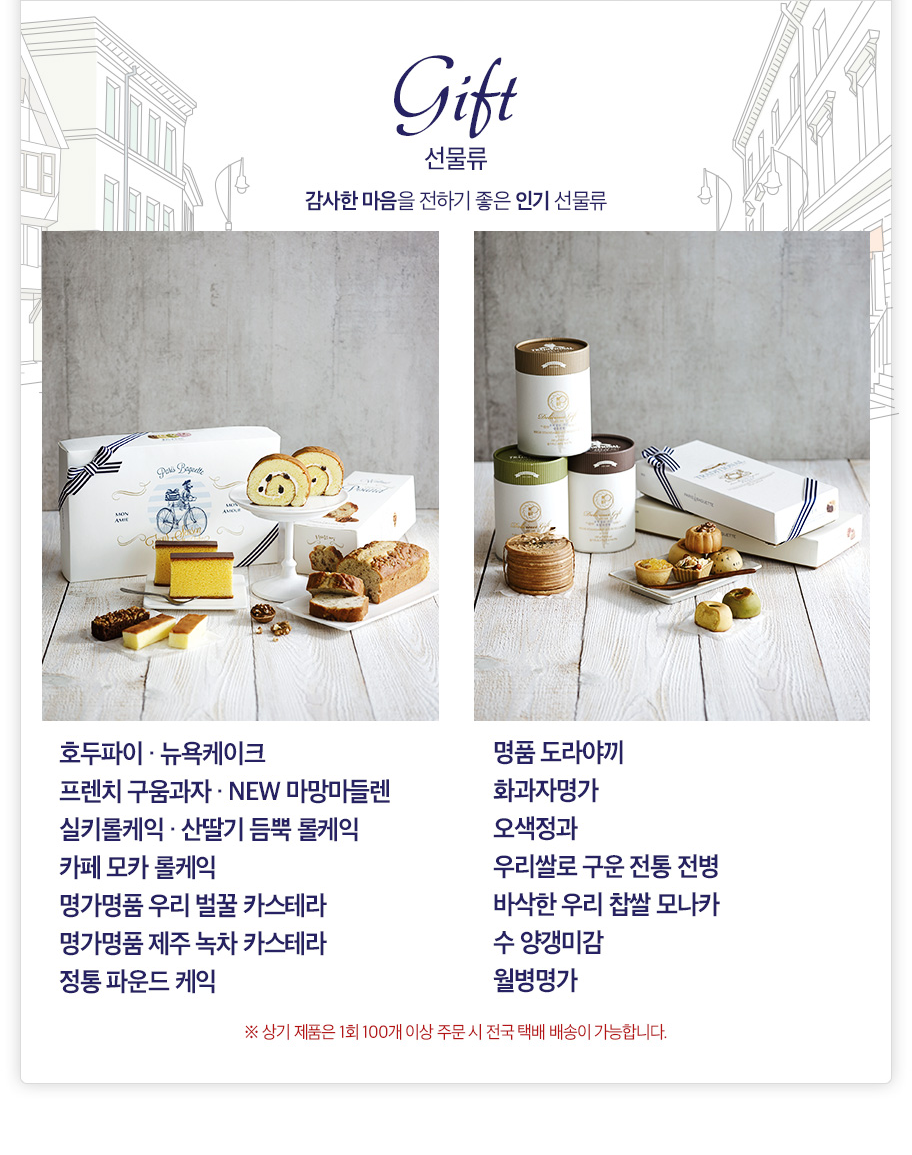 Gift
선물류
감사한 마음을 전하기 좋은 인기 선물류
Paris Baguette
MON
AMIE
MON
AMOUR
호두파이 · 뉴욕케이크
프렌치 구움과자 · NEW 마망마들렌
실키롤케익 · 산딸기 듬뿍 롤케익
카페 모카 롤케익
명가명품 우리 벌꿀 카스테라
명가명품 제주 녹차 카스테라
정통 파운드 케익
명품 도라야끼
화과자명가
오색정과
우리쌀로 구운 전통 전병
바삭한 우리 찹쌀 모나카
수 양갱미감
월병명가
※ 상기 제품은 1회 100개 이상 주문 시 전국 택배 배송이 가능합니다.